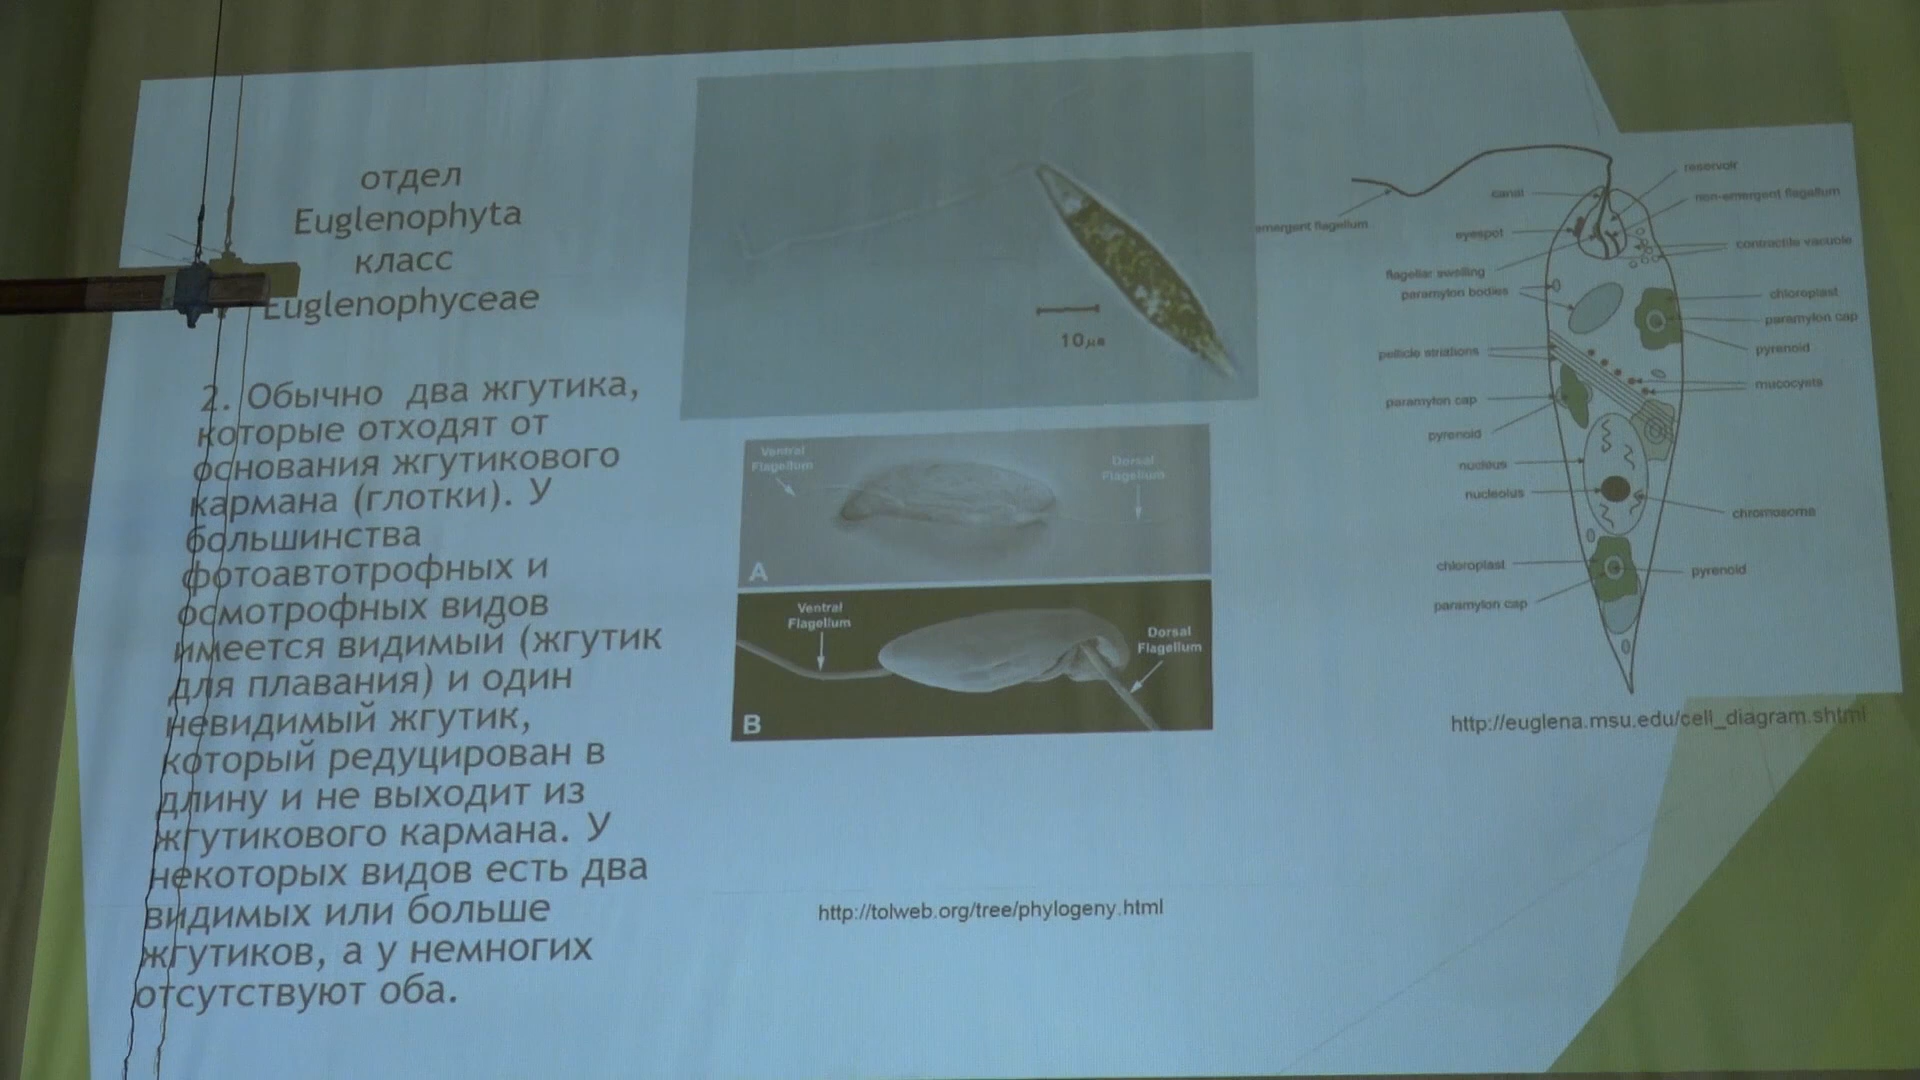 отдел
Euglenophyta
класс
Euglenophyceae
2. Обычно два жгутика,
которые отходят от
основания жгутикового
кармана (глотки). У
большинства
фотоавтотрофных и
осмотрофных видов
имеется видимый (жгутик
для плавания) и один
невидимый жгутик,
который редуцирован в
длину и не выходит из
жгутикового кармана. У
некоторых видов есть два
видимых или больше
жгутиков, а у немногих
отсутствуют оба.
10
Ventral
Flagellum
Dorsal
Flagellum
A
Ventral
Flagellum
Dorsal
Flagellum
B
http://tolweb.org/tree/phylogeny.html
reservoir
canal
non-emergent flagellum
emergent flagellum
eyespot
contractile vacuole
flagellar swelling
paramylon bodies
chloroplast
paramylon cap
pyrenoid
pellicle striations
mucocysts
paramylon cap
pyrenoid
nucleus
nucleolus
chromosome
chloroplast
pyrenoid
paramylon cap
http://euglena.msu.edu/cell_diagram.shtml